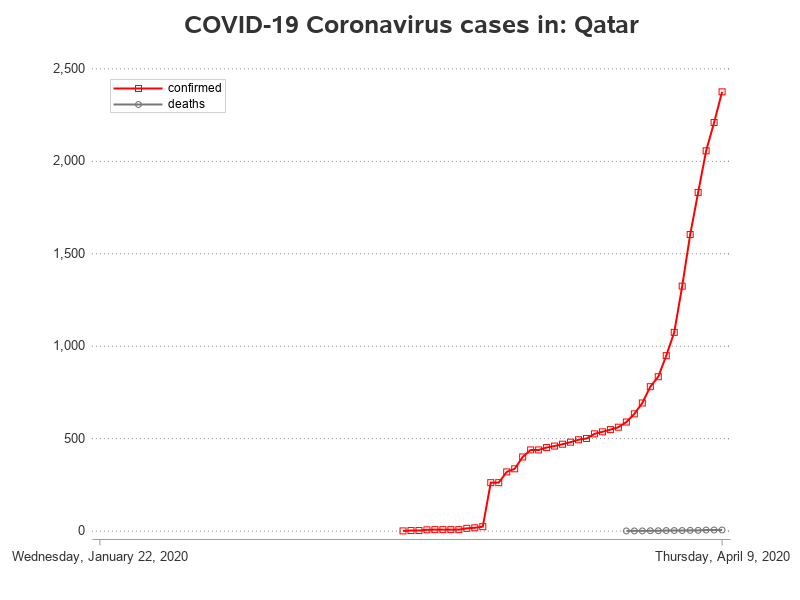 COVID-19 Coronavirus cases in: Qatar
2,500
confirmed
deaths
2,000
1,500
1,000
500
0
Wednesday, January 22, 2020
Thursday, April 9, 2020